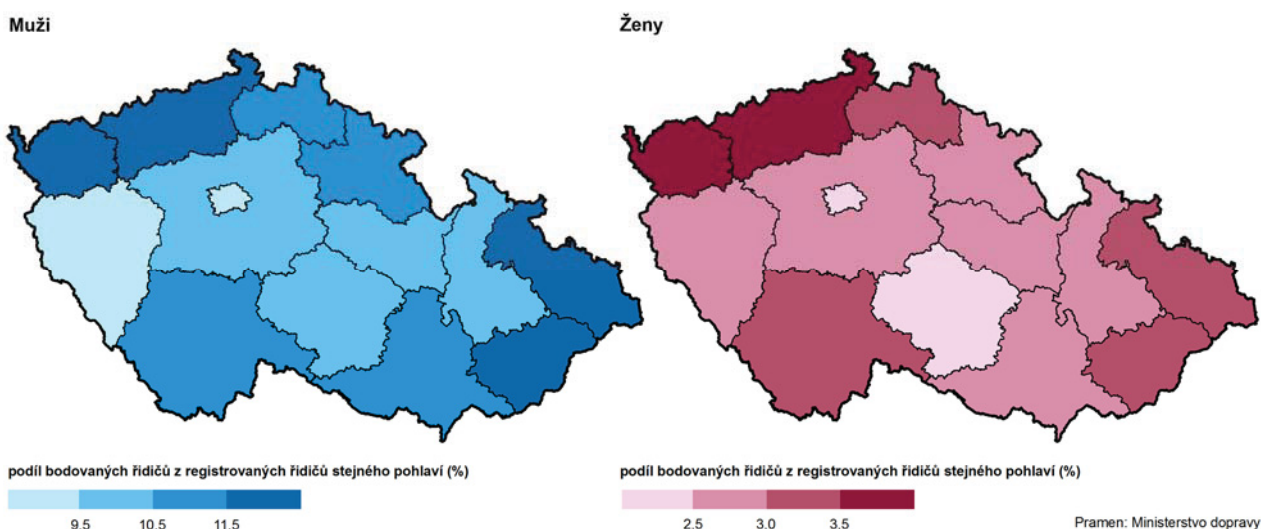 Muži
Ženy
podíl bodovaných řidičů z registrovaných řidičů stejného pohlaví (%)
9.5 10.5 11.5
podíl bodovaných řidičů z registrovaných řidičů stejného pohlaví (%)
2.5 3.0 3.5
Pramen: Ministerstvo dopravy